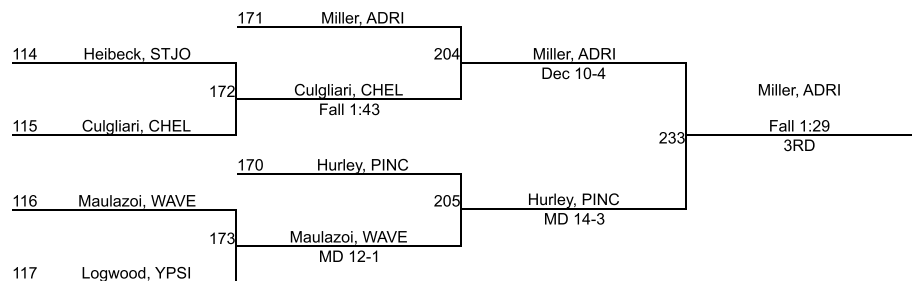 171 Miller, ADRI
114 Heibeck, STJO
204 Miller, ADRI
Dec 10-4
172 Culgliari, CHEL
Fall 1:43
Miller, ADRI
115 Culgliari, CHEL
233 Fall 1:29
3RD
170 Hurley, PINC
116 Maulazoi, WAVE
205 Hurley, PINC
MD 14-3
173 Maulazoi, WAVE
MD 12-1
117 Logwood, YPSI